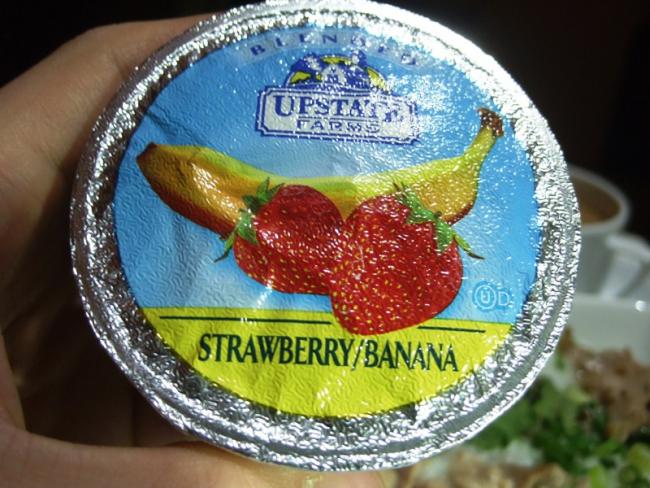 BLENDED
UPSTATE
FARMS
U D
STRAWBERRY/BANANA